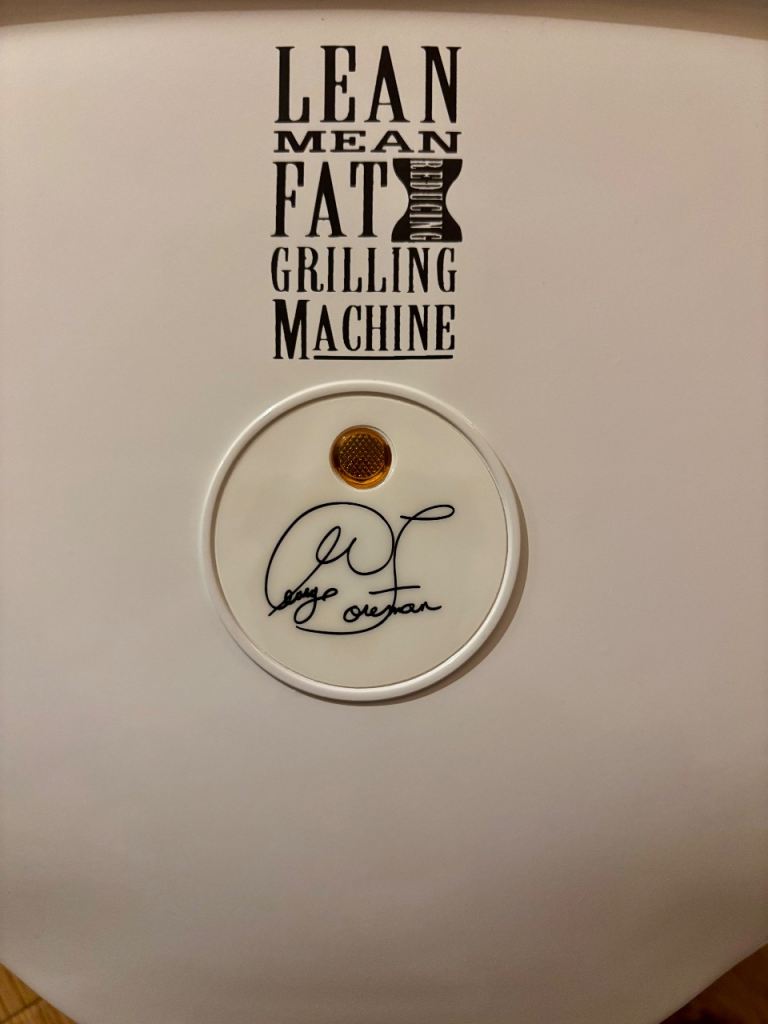 LEAN
MEAN
FAT REDUCING
GRILLING
MACHINE
George Foreman